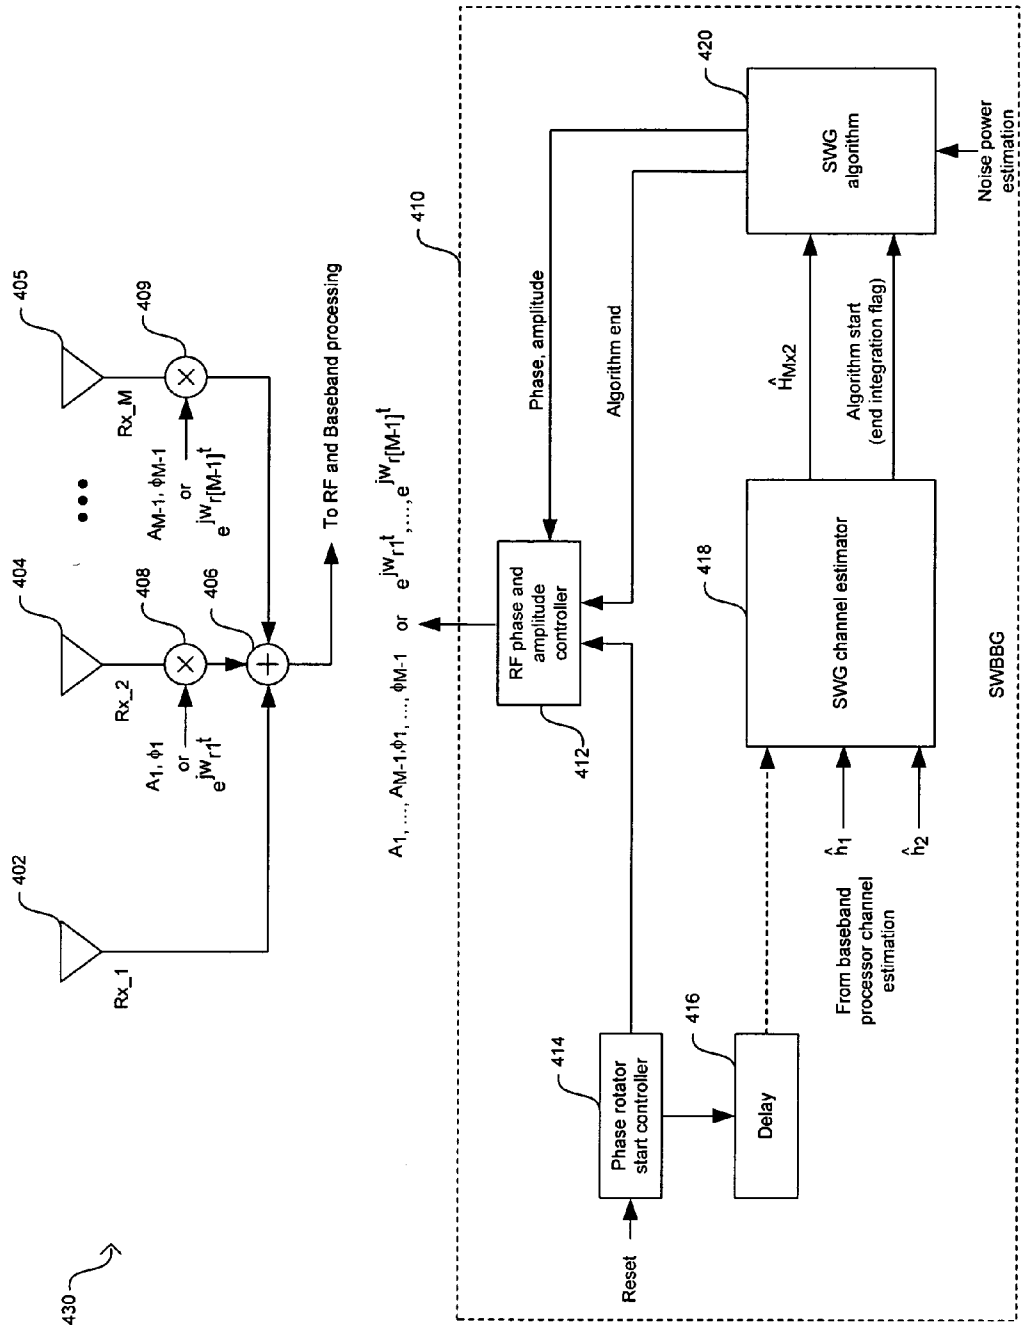 430
402
404
405
Rx_1
Rx_2
Rx_M
A1, ϕ1
or
e^jwr1^t
408
406
AM-1, ϕM-1
or
e^jwr[M-1]^t
409
To RF and Baseband processing
A1, ..., AM-1,ϕ1, ..., ϕM-1 or e^jwr1^t,...,e^jwr[M-1]^t
410
RF phase and
amplitude
controller
412
Phase, amplitude
Algorithm end
Reset
Phase rotator
start controller
414
Delay
416
From baseband
processor channel
estimation
ĥ1
ĥ2
SWG channel estimator
418
ĤMx2
Algorithm start
(end integration flag)
SWG
algorithm
420
Noise power
estimation
SWBBG